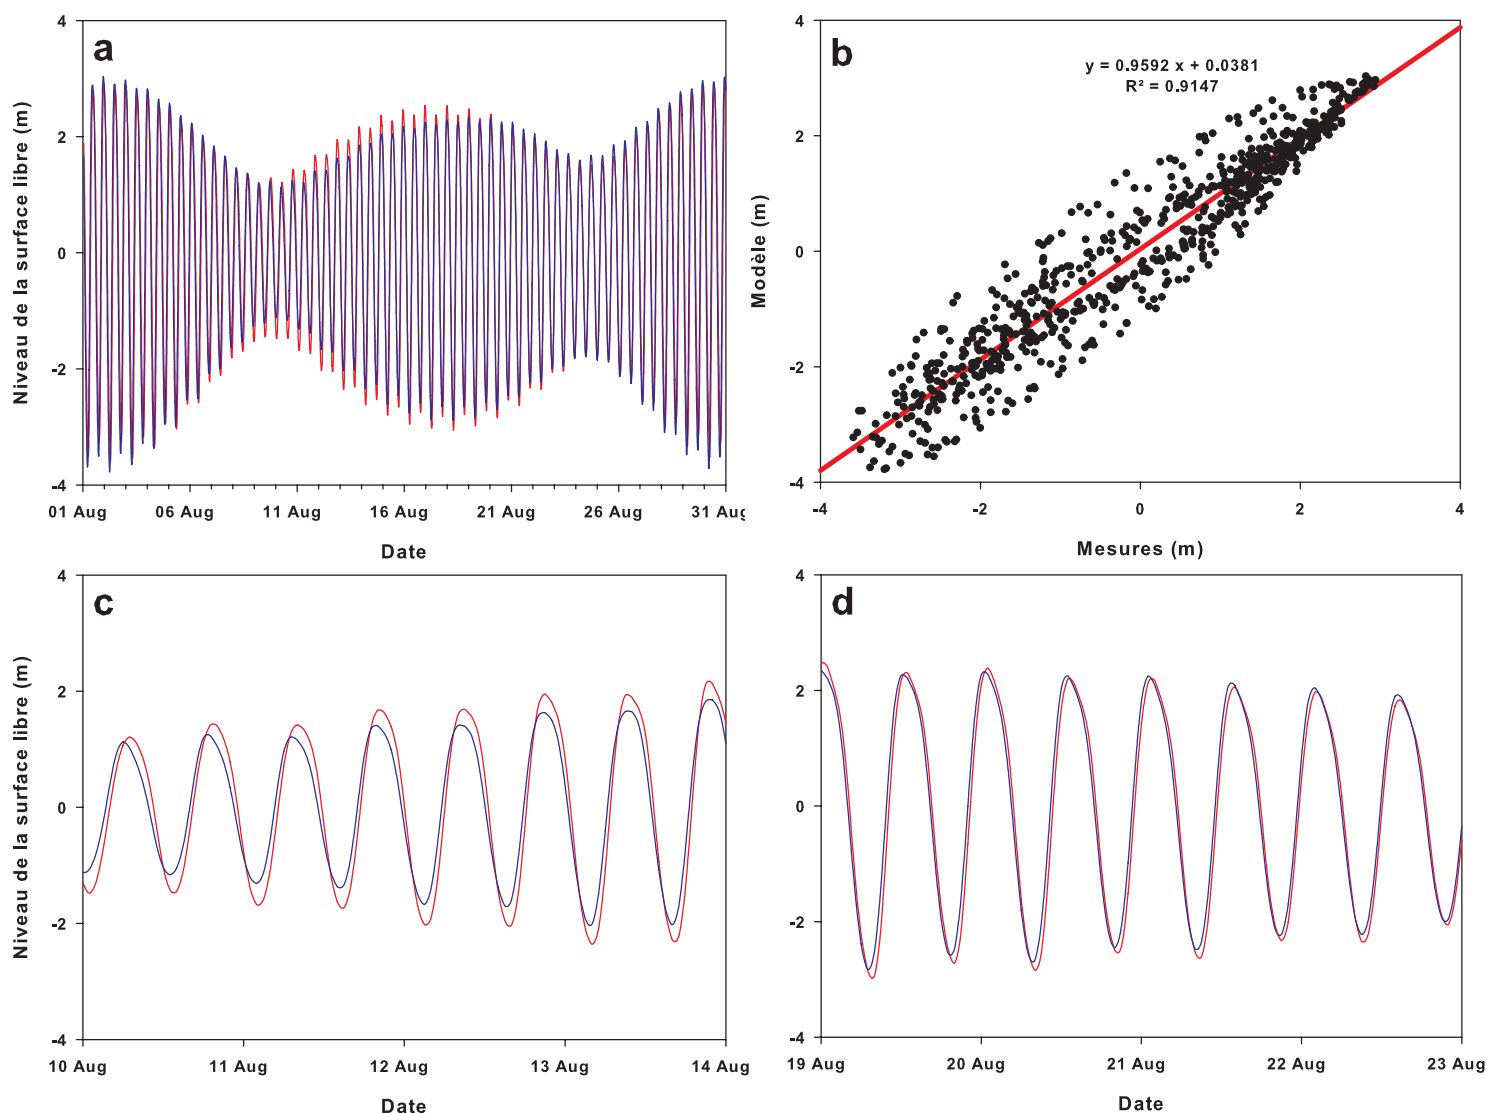 a
4
2
0
-2
-4
Niveau de la surface libre (m)
01 Aug 06 Aug 11 Aug 16 Aug 21 Aug 26 Aug 31 Aug
Date
b
y = 0.9592 x + 0.0381
R² = 0.9147
4
2
0
-2
-4
Modèle (m)
-4 -2 0 2 4
Mesures (m)
c
4
2
0
-2
-4
Niveau de la surface libre (m)
10 Aug 11 Aug 12 Aug 13 Aug 14 Aug
Date
d
4
2
0
-2
-4
19 Aug 20 Aug 21 Aug 22 Aug 23 Aug
Date